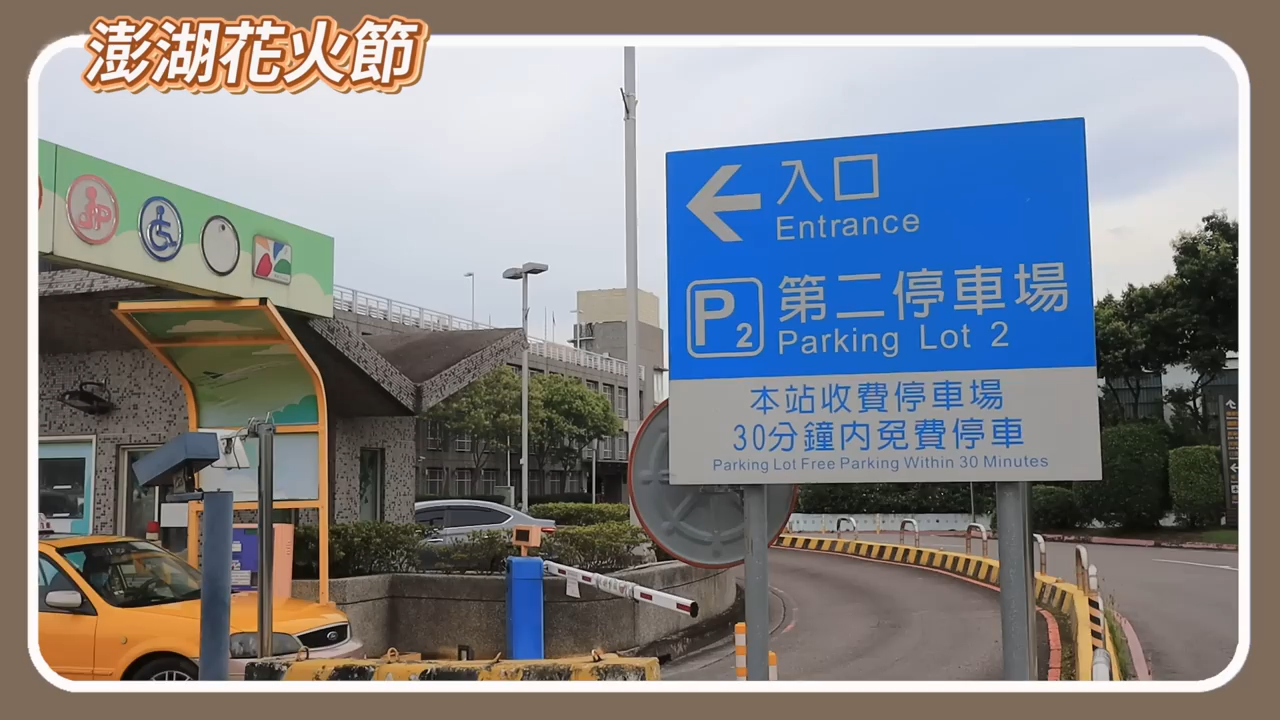 澎湖花火節
入口
Entrance
P2 第二停車場
Parking Lot 2
本站收費停車場
30分鐘內免費停車
Parking Lot Free Parking Within 30 Minutes